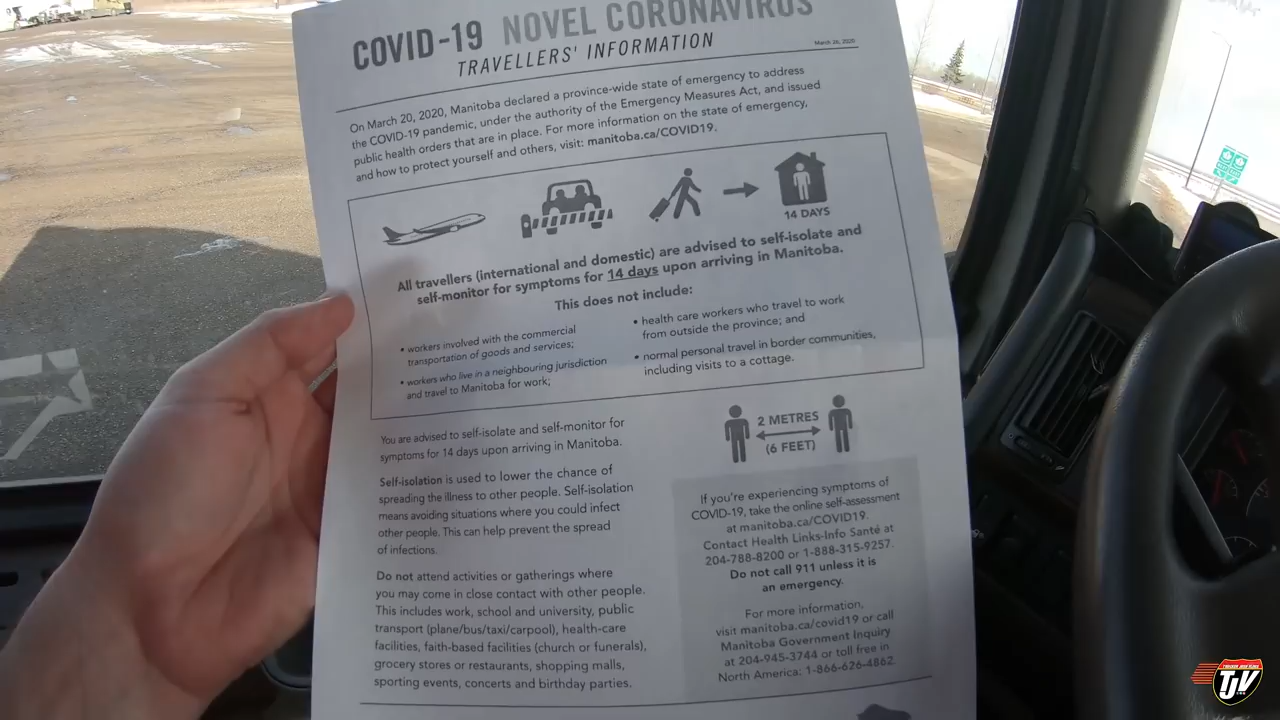 COVID-19 NOVEL CORONAVIRUS
TRAVELLERS' INFORMATION
March 26, 2020
On March 20, 2020, Manitoba declared a province-wide state of emergency to address
the COVID-19 pandemic, under the authority of the Emergency Measures Act, and issued
public health orders that are in place. For more information on the state of emergency,
and how to protect yourself and others, visit: manitoba.ca/COVID19.
14 DAYS
All travellers (international and domestic) are advised to self-isolate and
self-monitor for symptoms for 14 days upon arriving in Manitoba.
This does not include:
• workers involved with the commercial
transportation of goods and services;
• workers who live in a neighbouring jurisdiction
and travel to Manitoba for work;
• health care workers who travel to work
from outside the province; and
• normal personal travel in border communities,
including visits to a cottage.
You are advised to self-isolate and self-monitor for
symptoms for 14 days upon arriving in Manitoba.
Self-isolation is used to lower the chance of
spreading the illness to other people. Self-isolation
means avoiding situations where you could infect
other people. This can help prevent the spread
of infections.
Do not attend activities or gatherings where
you may come in close contact with other people.
This includes work, school and university, public
transport (plane/bus/taxi/carpool), health-care
facilities, faith-based facilities (church or funerals),
grocery stores or restaurants, shopping malls,
sporting events, concerts and birthday parties.
2 METRES
(6 FEET)
If you're experiencing symptoms of
COVID-19, take the online self-assessment
at manitoba.ca/COVID19.
Contact Health Links-Info Santé at
204-788-8200 or 1-888-315-9257.
Do not call 911 unless it is
an emergency.
For more information,
visit manitoba.ca/covid19 or call
Manitoba Government Inquiry
at 204-945-3744 or toll free in
North America: 1-866-626-4862.
TJV